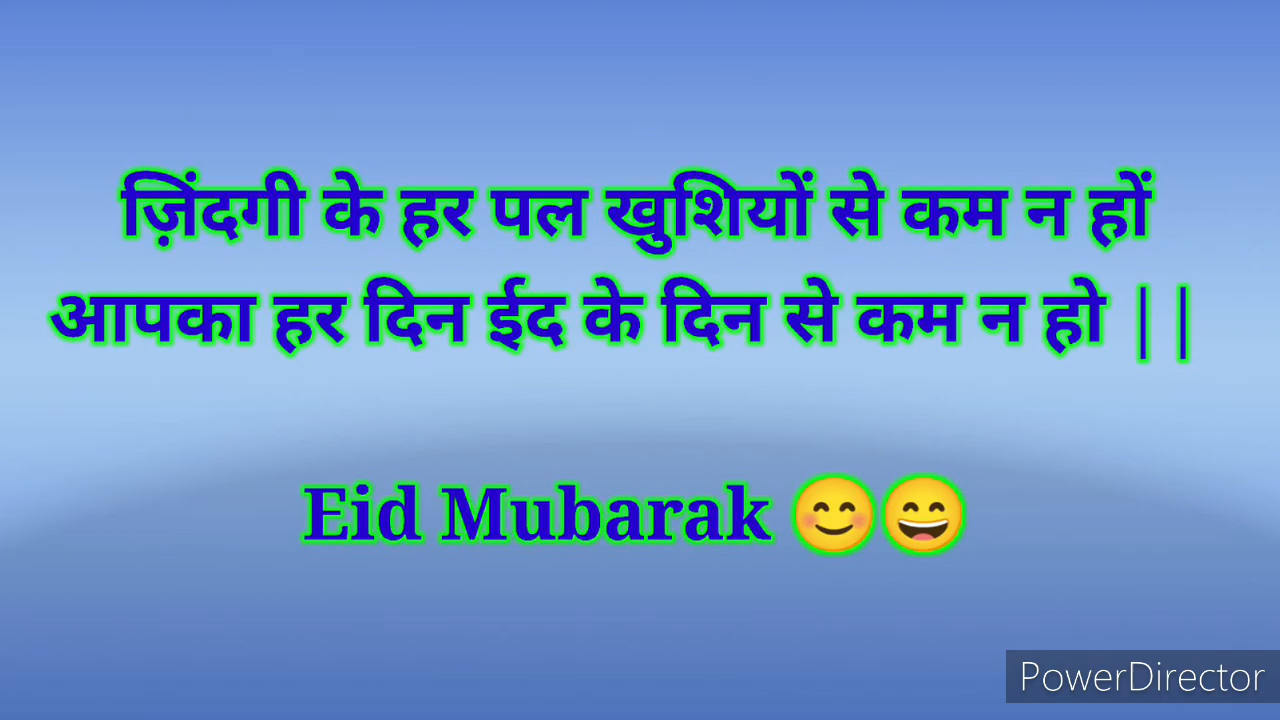 ज़िंदगी के हर पल खुशियों से कम न हों
आपका हर दिन ईद के दिन से कम न हो ||
Eid Mubarak 😊😄
PowerDirector